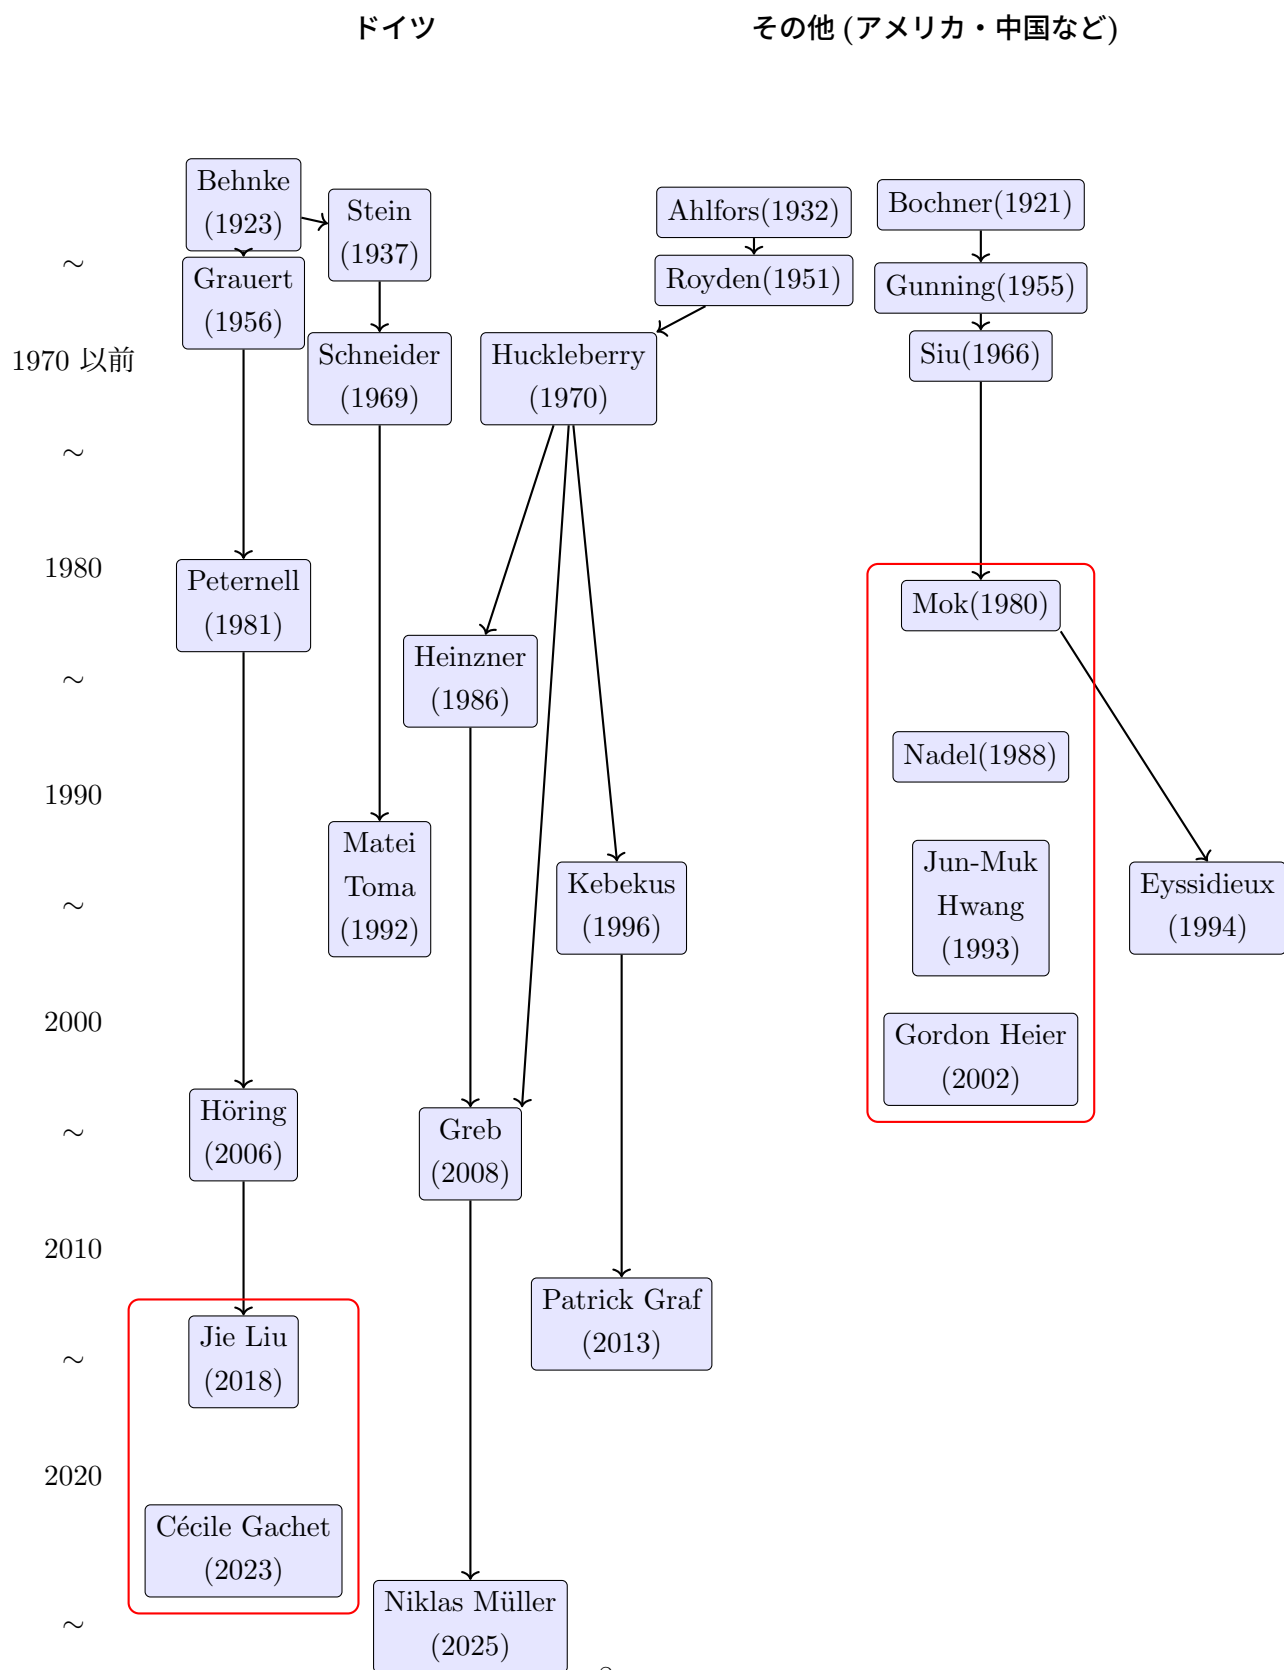 ドイツ
その他 (アメリカ・中国など)
Behnke
(1923)
Stein
(1937)
Ahlfors(1932)
Bochner(1921)
∼
Grauert
(1956)
Royden(1951)
Gunning(1955)
1970 以前
Schneider
(1969)
Huckleberry
(1970)
Siu(1966)
∼
1980
Peternell
(1981)
Mok(1980)
∼
Heinzner
(1986)
Nadel(1988)
1990
Matei
Toma
(1992)
Kebekus
(1996)
Jun-Muk
Hwang
(1993)
Eyssidieux
(1994)
∼
2000
Gordon Heier
(2002)
Höring
(2006)
∼
Greb
(2008)
2010
Patrick Graf
(2013)
Jie Liu
(2018)
∼
2020
Cécile Gachet
(2023)
Niklas Müller
(2025)
∼